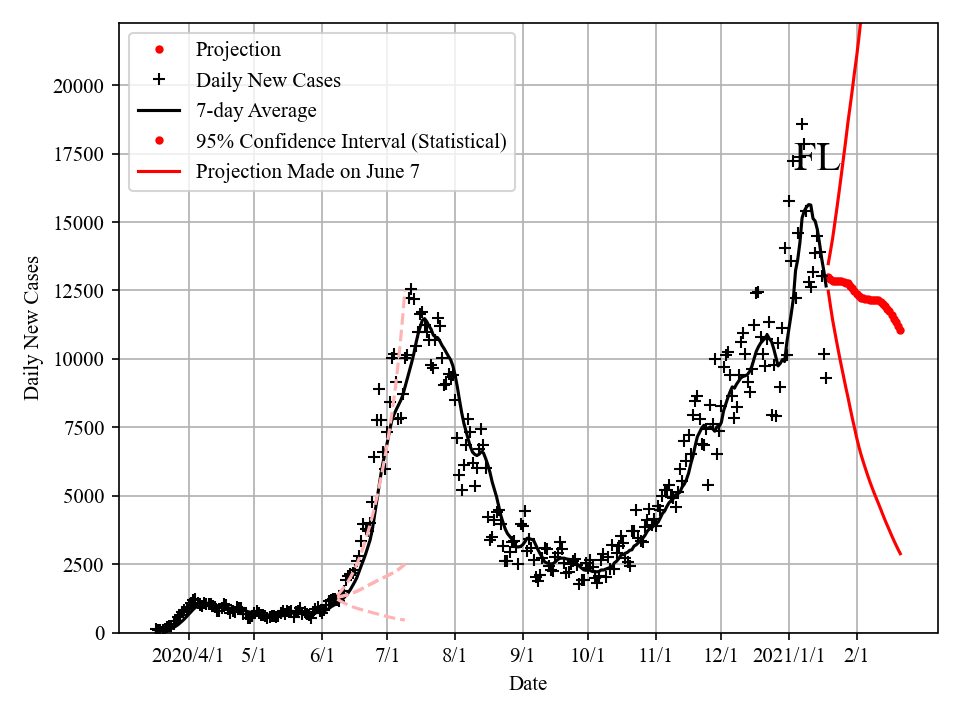 Projection
Daily New Cases
7-day Average
95% Confidence Interval (Statistical)
Projection Made on June 7
FL
20000
17500
15000
12500
10000
7500
5000
2500
0
Daily New Cases
2020/4/1 5/1 6/1 7/1 8/1 9/1 10/1 11/1 12/1 2021/1/1 2/1
Date